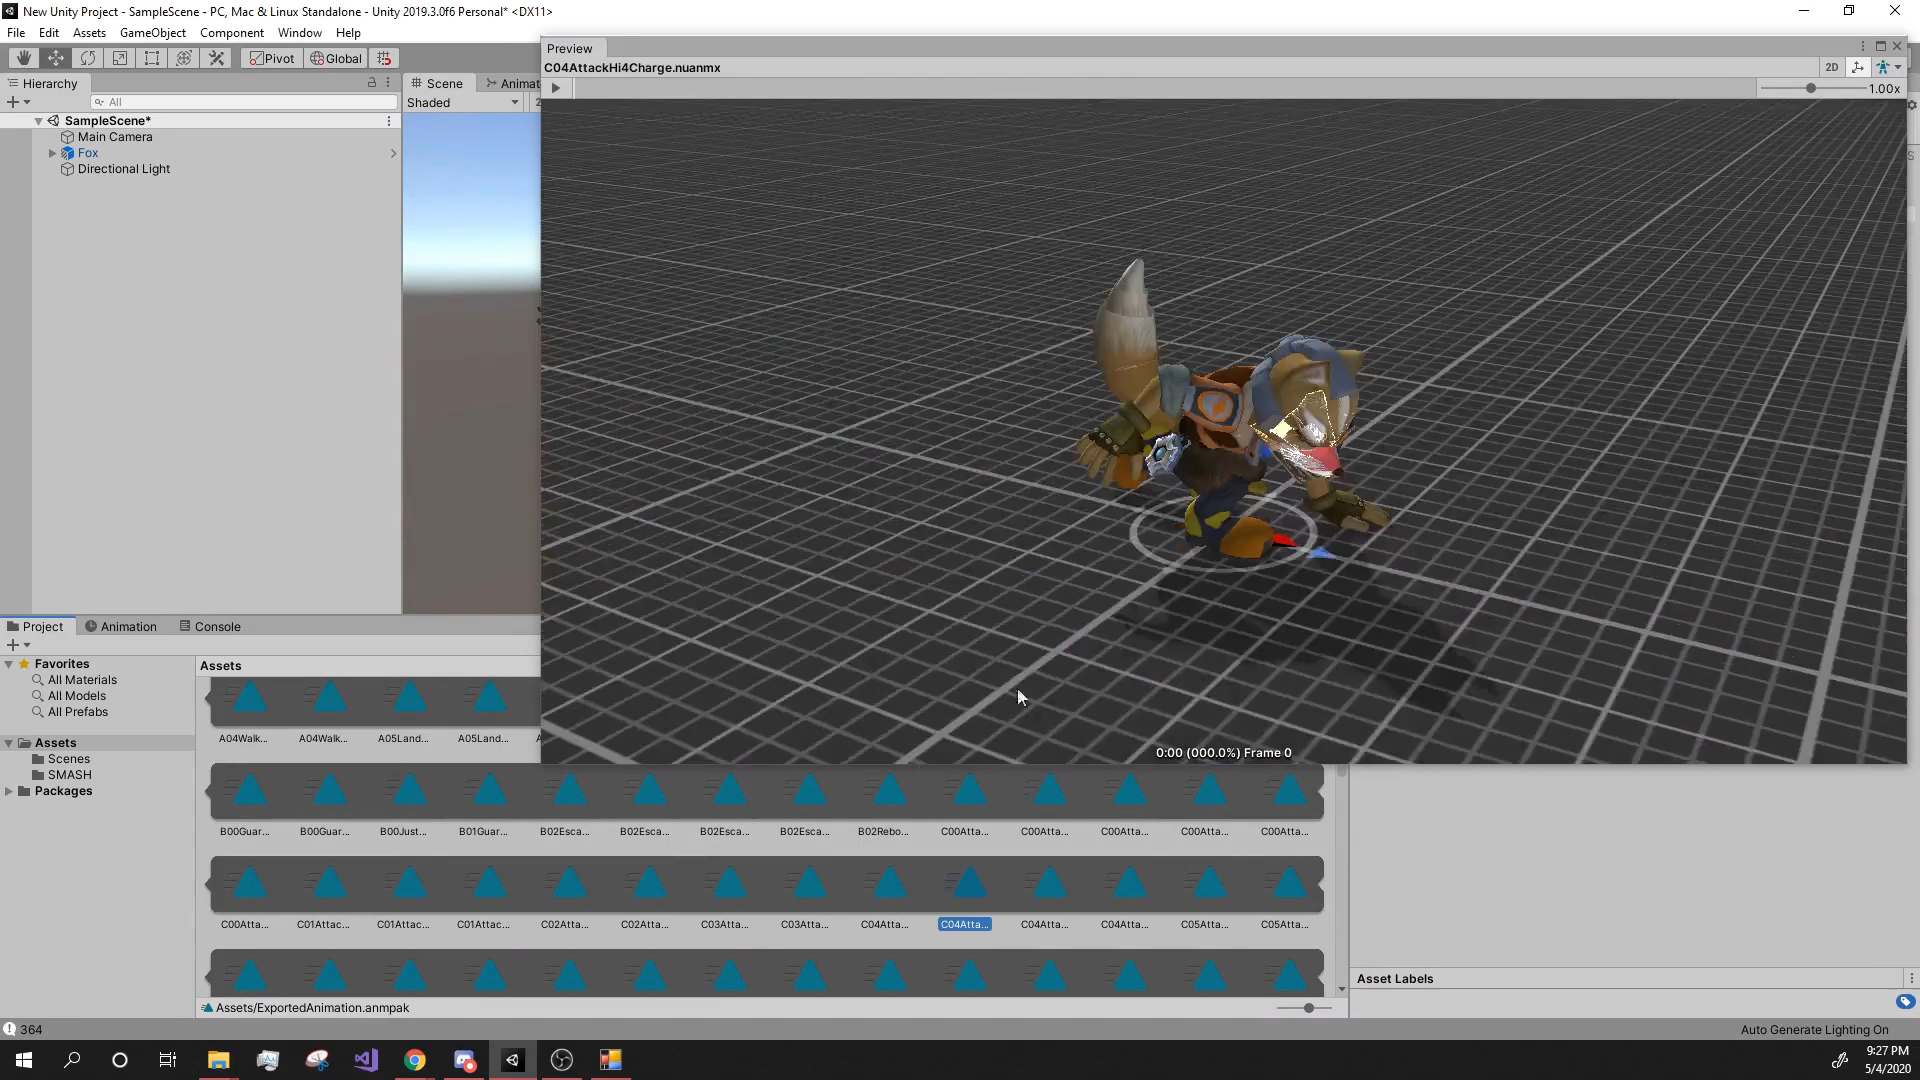 New Unity Project - SampleScene - PC, Mac & Linux Standalone - Unity 2019.3.0f6 Personal* <DX11>
File Edit Assets GameObject Component Window Help
Pivot Global
Preview
C04AttackHi4Charge.nuanmx
2D
1.00x
Hierarchy
Scene
Animat
All
Shaded
2
SampleScene*
Main Camera
Fox
Directional Light
S
0:00 (000.0%) Frame 0
Project
Animation
Console
Favorites
All Materials
All Models
All Prefabs
Assets
Scenes
SMASH
Packages
Assets
A04Walk... A04Walk... A05Land... A05Land...
B00Guar... B00Guar... B00Just... B01Guar... B02Esca... B02Esca... B02Esca... B02Esca... B02Rebo... C00Atta... C00Atta... C00Atta... C00Atta... C00Atta...
C00Atta... C01Attac... C01Attac... C01Attac... C02Atta... C02Atta... C03Atta... C03Atta... C04Atta... C04Atta... C04Atta... C04Atta... C05Atta... C05Atta...
Assets/ExportedAnimation.anmpak
Asset Labels
364
Auto Generate Lighting On
9:27 PM
5/4/2020